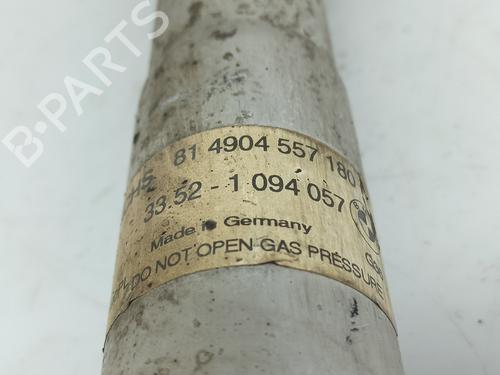 B-PARTS
81 4904 557 180
33.52-1 094 057
Made in Germany
DO NOT OPEN GAS PRESSURE